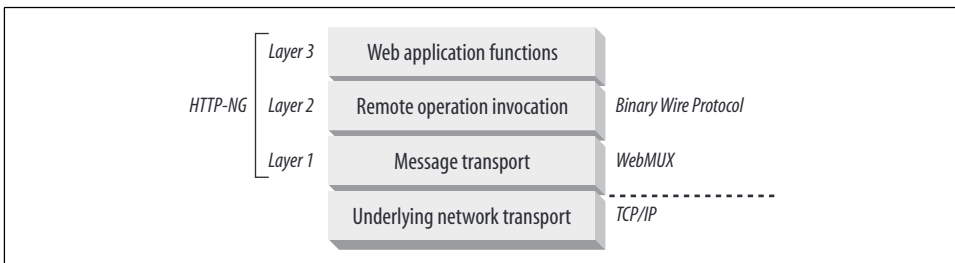 Layer 3 Web application functions
HTTP-NG Layer 2 Remote operation invocation Binary Wire Protocol
Layer 1 Message transport WebMUX
Underlying network transport TCP/IP